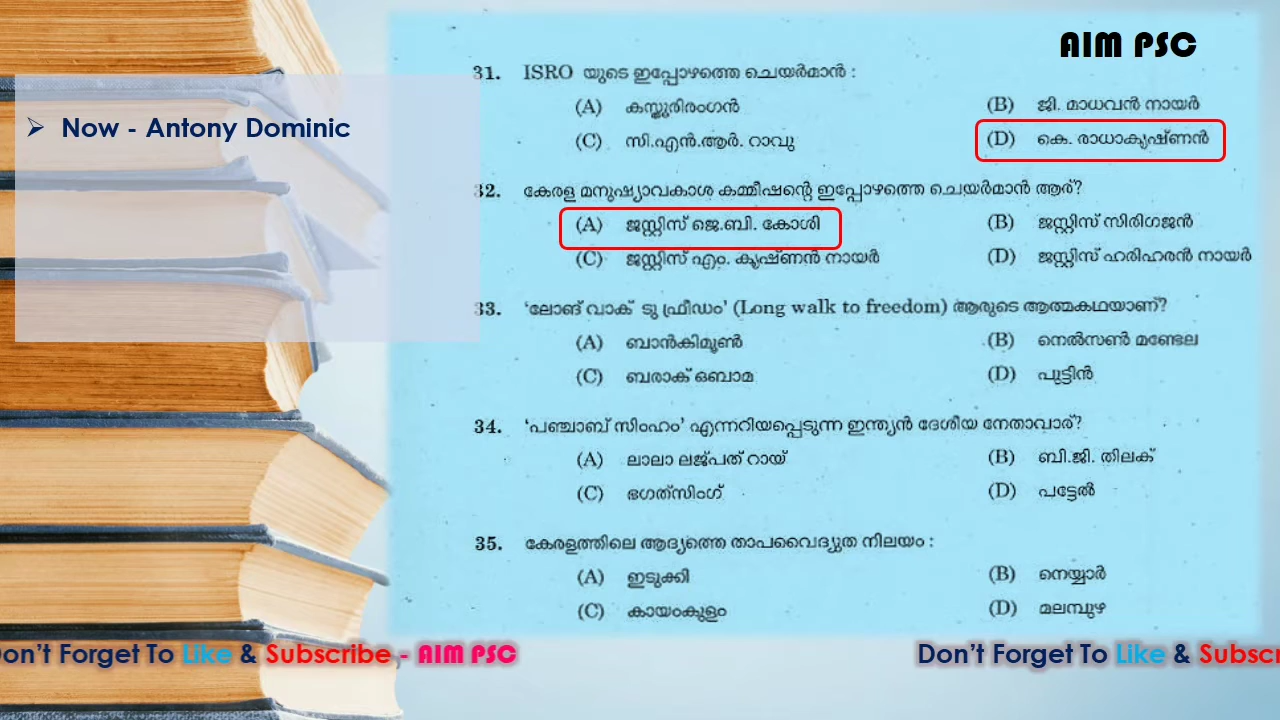 AIM PSC
➢ Now - Antony Dominic
31. ISRO യുടെ ഇപ്പോഴത്തെ ചെയർമാൻ :
(A) കസ്തൂരിരംഗൻ (B) ജി. മാധവൻ നായർ
(C) സി.എൻ.ആർ. റാവു (D) കെ. രാധാകൃഷ്ണൻ
32. കേരള മനുഷ്യാവകാശ കമ്മീഷന്റെ ഇപ്പോഴത്തെ ചെയർമാൻ ആര്?
(A) ജസ്റ്റിസ് ജെ.ബി. കോശി (B) ജസ്റ്റിസ് സിരിഗജൻ
(C) ജസ്റ്റിസ് എം. കൃഷ്ണൻ നായർ (D) ജസ്റ്റിസ് ഹരിഹരൻ നായർ
33. 'ലോങ് വാക് ടു ഫ്രീഡം' (Long walk to freedom) ആരുടെ ആത്മകഥയാണ്?
(A) ബാൻകിമൂൺ (B) നെൽസൺ മണ്ടേല
(C) ബരാക് ഒബാമ (D) പുട്ടിൻ
34. 'പഞ്ചാബ് സിംഹം' എന്നറിയപ്പെടുന്ന ഇന്ത്യൻ ദേശീയ നേതാവാര്?
(A) ലാലാ ലജ്പത് റായ് (B) ബി.ജി. തിലക്
(C) ഭഗത്സിംഗ് (D) പട്ടേൽ
35. കേരളത്തിലെ ആദ്യത്തെ താപവൈദ്യുത നിലയം :
(A) ഇടുക്കി (B) നെയ്യാർ
(C) കായംകുളം (D) മലമ്പുഴ
Don't Forget To Like & Subscribe - AIM PSC Don't Forget To Like & Subscr